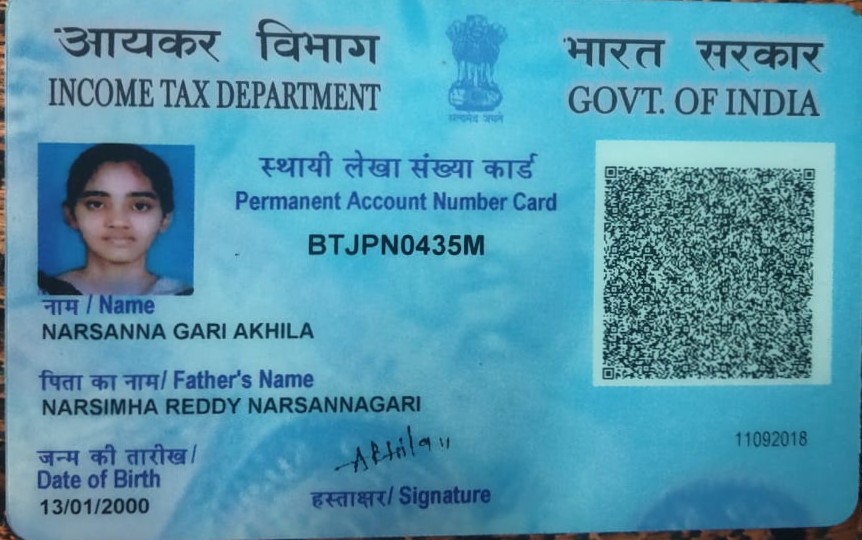 आयकर विभाग
INCOME TAX DEPARTMENT
सत्यमेव जयते
भारत सरकार
GOVT. OF INDIA
स्थायी लेखा संख्या कार्ड
Permanent Account Number Card
BTJPN0435M
नाम / Name
NARSANNA GARI AKHILA
पिता का नाम/ Father's Name
NARSIMHA REDDY NARSANNAGARI
जन्म की तारीख/
Date of Birth
13/01/2000
Akhila
हस्ताक्षर/ Signature
11092018